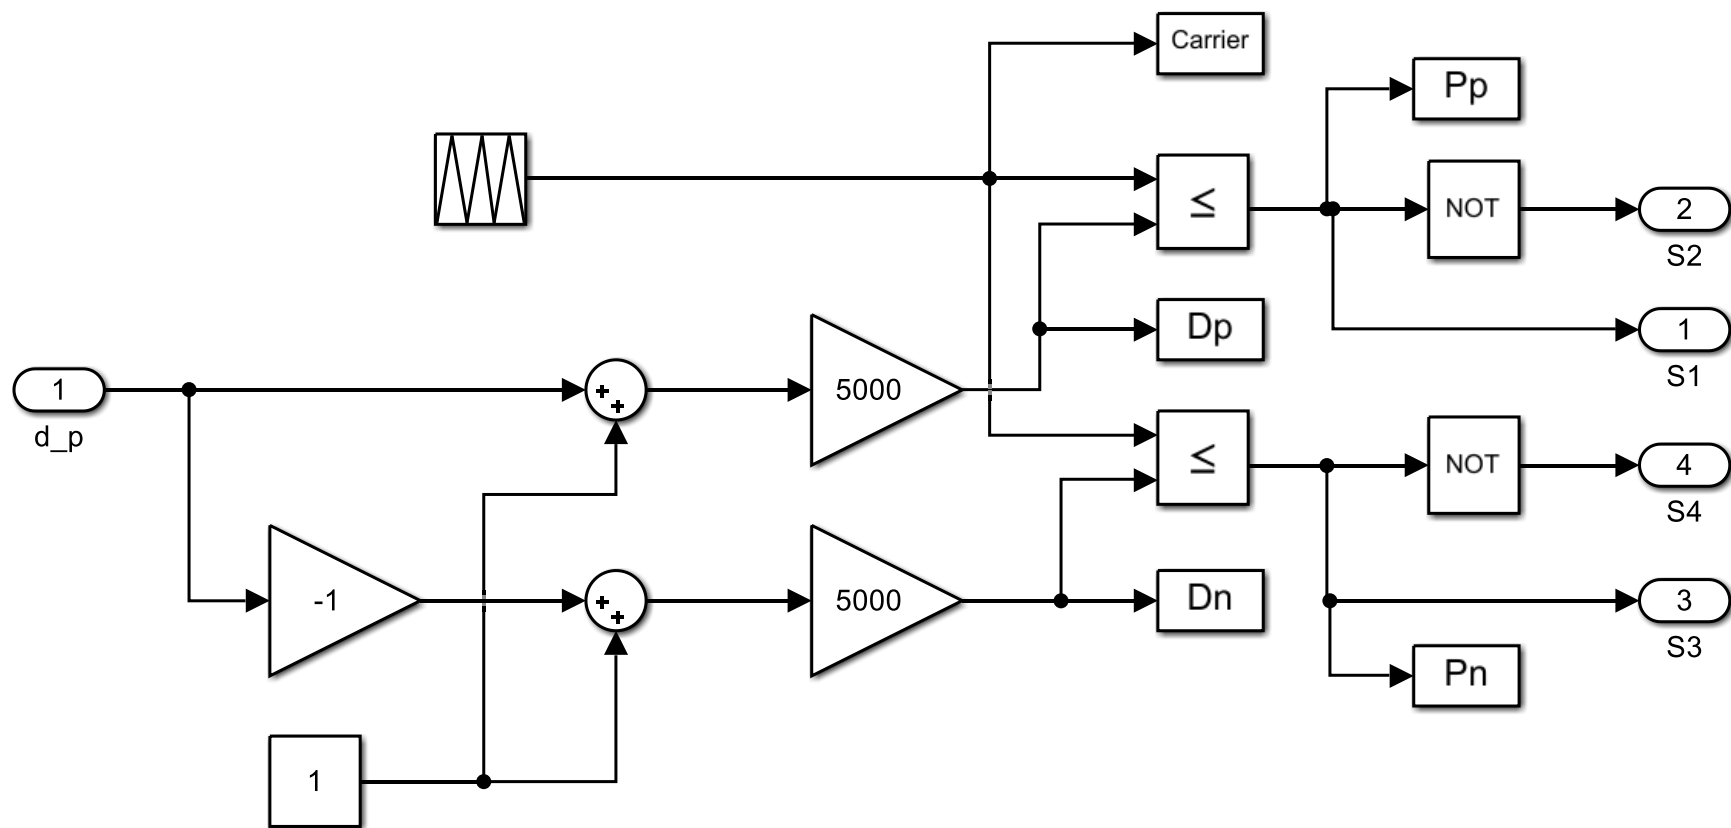 Carrier
Pp
≤
NOT
2
S2
Dp
1
S1
1
d_p
+
+
5000
≤
NOT
4
S4
-1
+
+
5000
Dn
3
S3
Pn
1